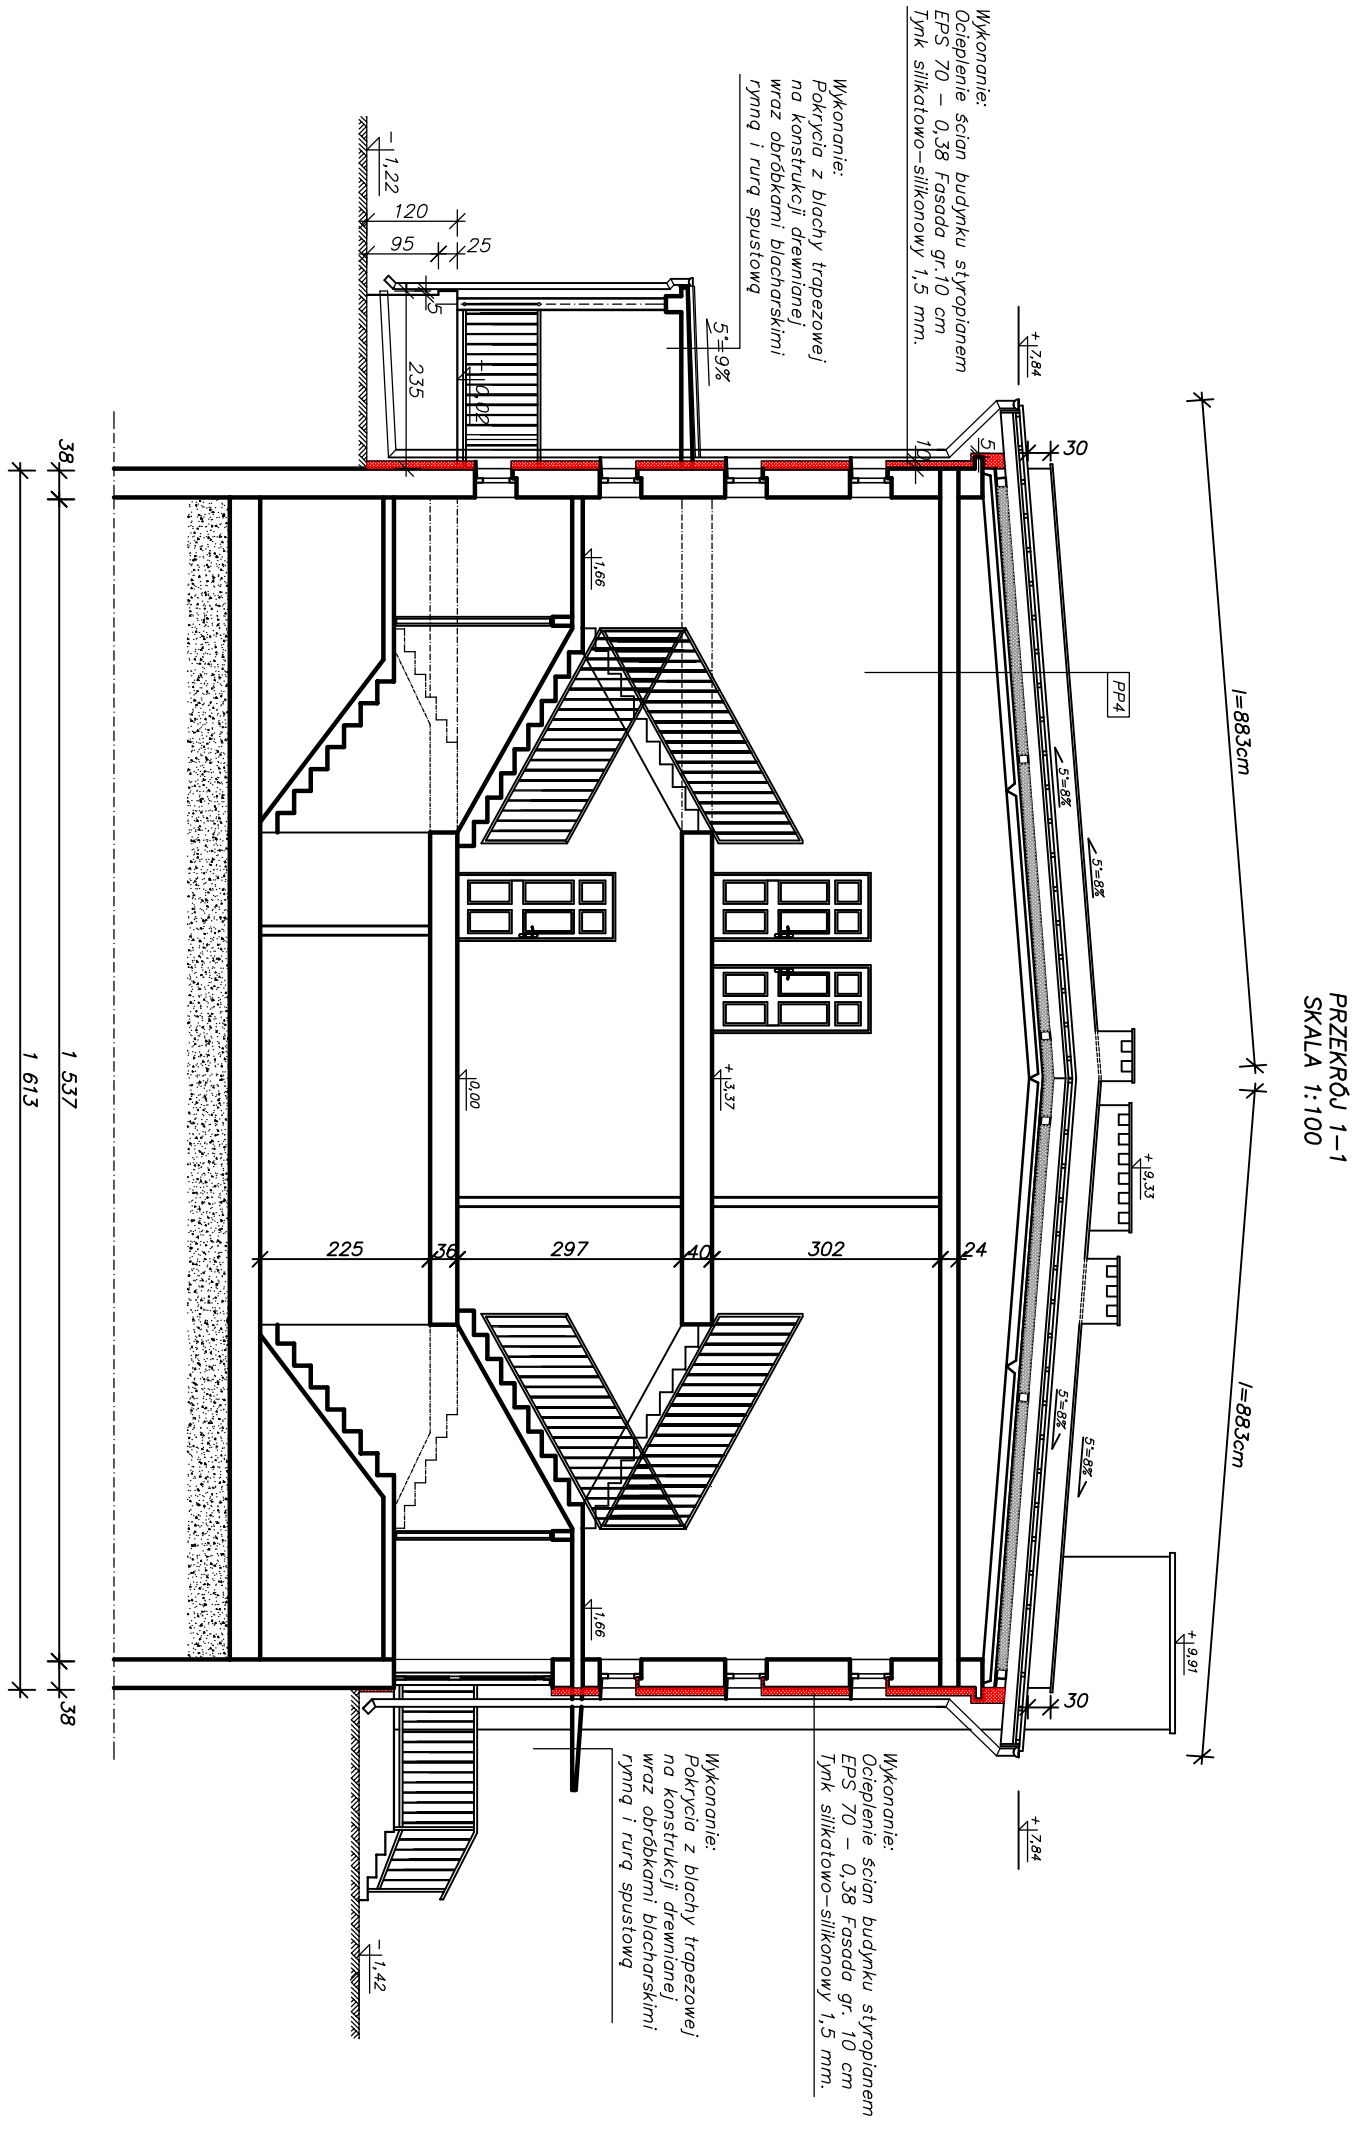 PRZEKRÓJ 1-1
SKALA 1:100
l=883cm
l=883cm
Wykonanie:
Ocieplenie ścian budynku styropianem
EPS 70 - 0,38 Fasada gr.10 cm
Tynk silikatowo-silikonowy 1,5 mm.
Wykonanie:
Pokrycia z blachy trapezowej
na konstrukcji drewnianej
wraz obróbkami blacharskimi
rynną i rurą spustową
Wykonanie:
Ocieplenie ścian budynku styropianem
EPS 70 - 0,38 Fasada gr. 10 cm
Tynk silikatowo-silikonowy 1,5 mm.
Wykonanie:
Pokrycia z blachy trapezowej
na konstrukcji drewnianej
wraz obróbkami blacharskimi
rynną i rurą spustową
+9,33
+9,91
+7,84
+7,84
PP4
5°=8%
5°=8%
5°=8%
5°=8%
5°=9%
30
30
5
10
24
302
40
297
36
225
+3,37
1,66
1,66
0,00
-0,02
-1,22
-1,42
120
95
25
5
235
38
1 537
38
1 613